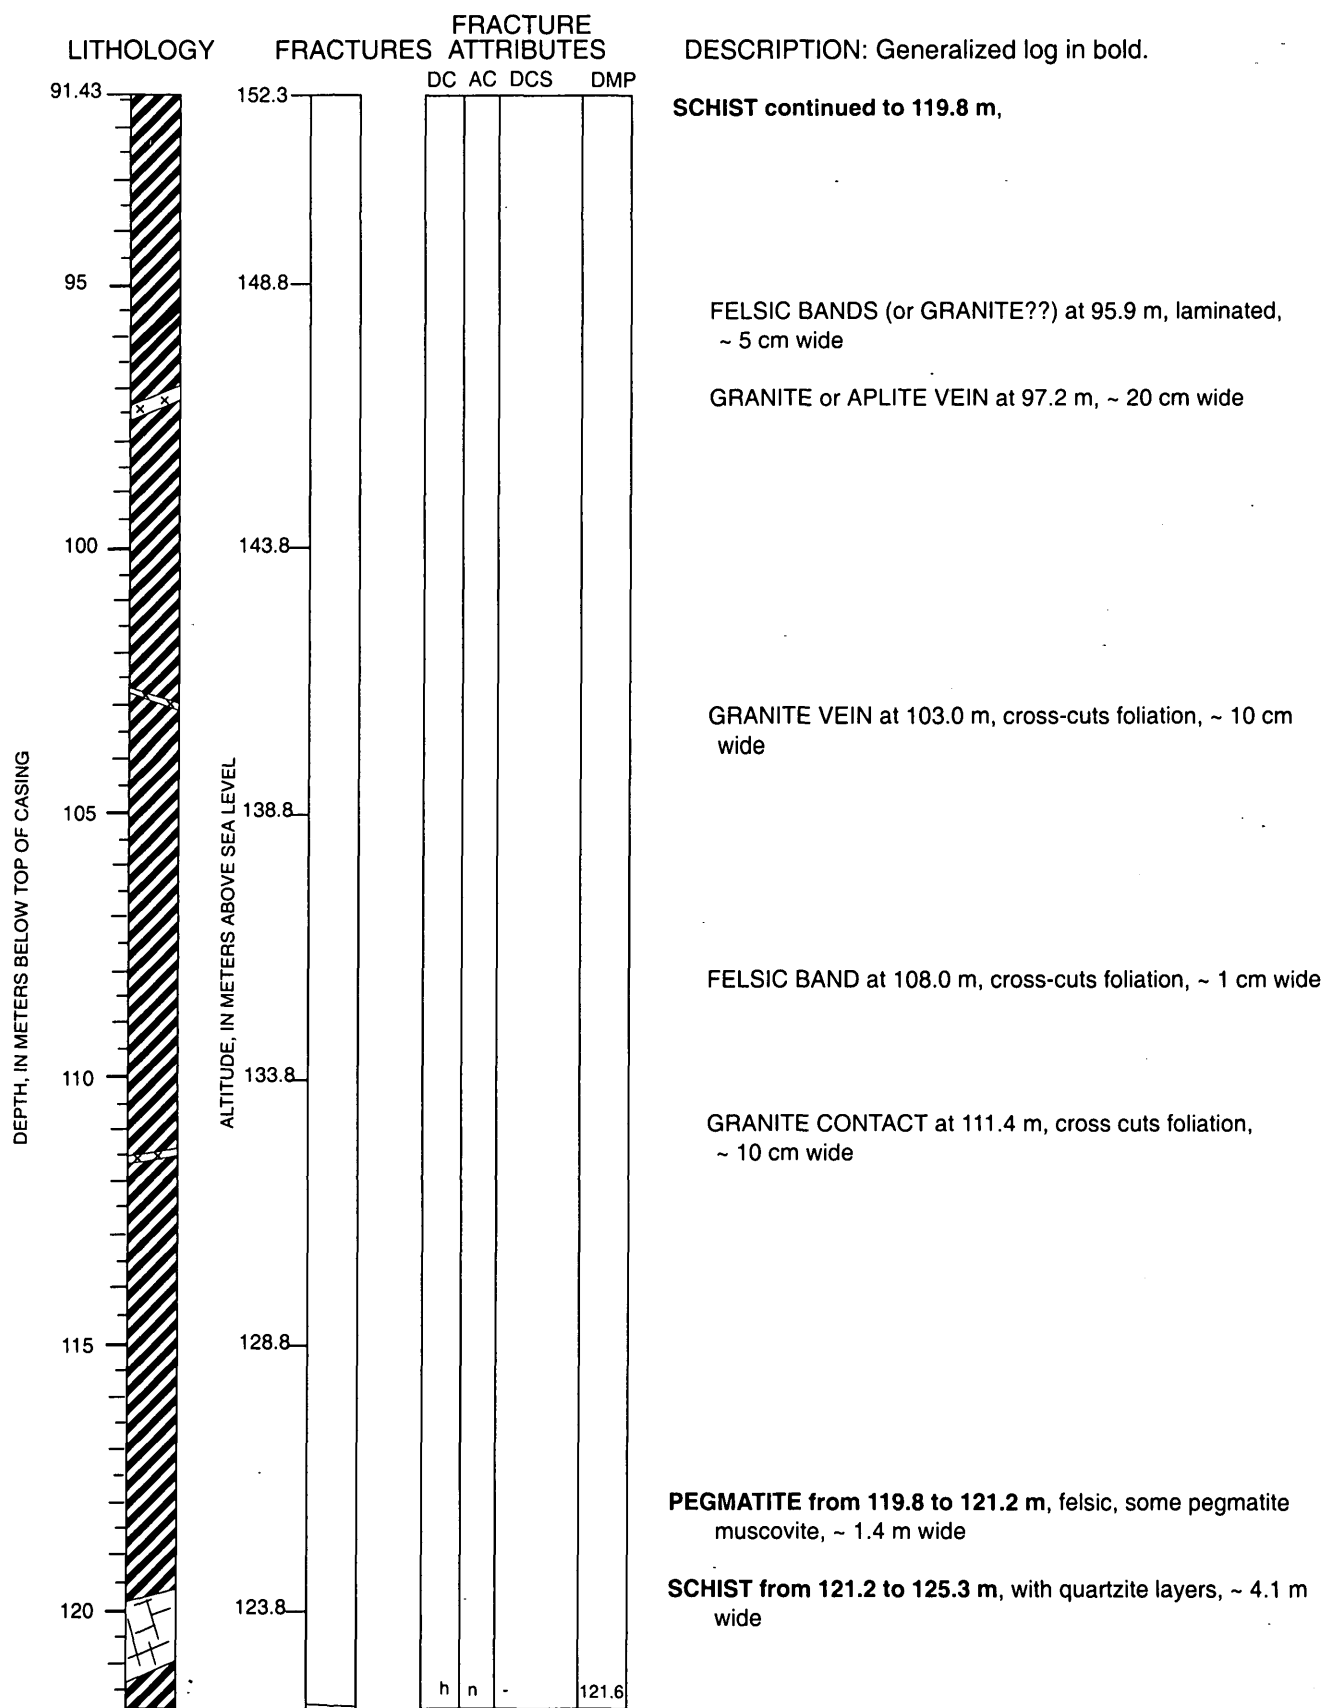 LITHOLOGY
FRACTURES
FRACTURE
ATTRIBUTES
DC AC DCS DMP
DESCRIPTION: Generalized log in bold.
91.43
152.3
SCHIST continued to 119.8 m,
95
148.8
FELSIC BANDS (or GRANITE??) at 95.9 m, laminated,
~ 5 cm wide
GRANITE or APLITE VEIN at 97.2 m, ~ 20 cm wide
100
143.8
GRANITE VEIN at 103.0 m, cross-cuts foliation, ~ 10 cm
wide
DEPTH, IN METERS BELOW TOP OF CASING
ALTITUDE, IN METERS ABOVE SEA LEVEL
105
138.8
FELSIC BAND at 108.0 m, cross-cuts foliation, ~ 1 cm wide
110
133.8
GRANITE CONTACT at 111.4 m, cross cuts foliation,
~ 10 cm wide
115
128.8
PEGMATITE from 119.8 to 121.2 m, felsic, some pegmatite
muscovite, ~ 1.4 m wide
SCHIST from 121.2 to 125.3 m, with quartzite layers, ~ 4.1 m
wide
120
123.8
h n - 121.6